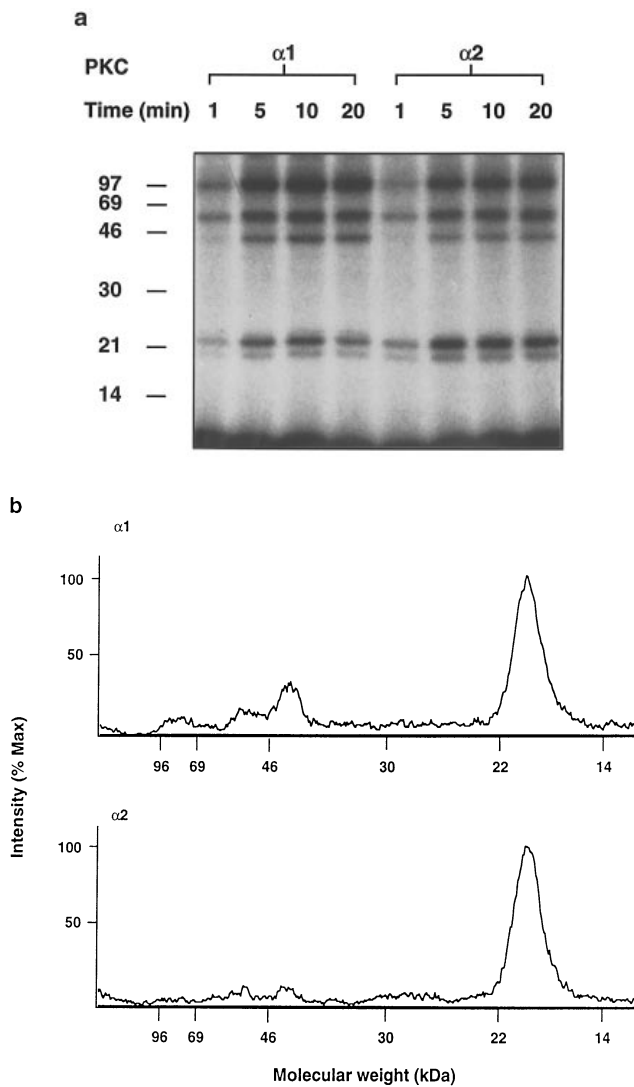 a
PKC α1 α2
Time (min) 1 5 10 20 1 5 10 20
97
69
46
30
21
14
b
α1
100
50
96 69 46 30 22 14
α2
100
50
96 69 46 30 22 14
Intensity (% Max)
Molecular weight (kDa)